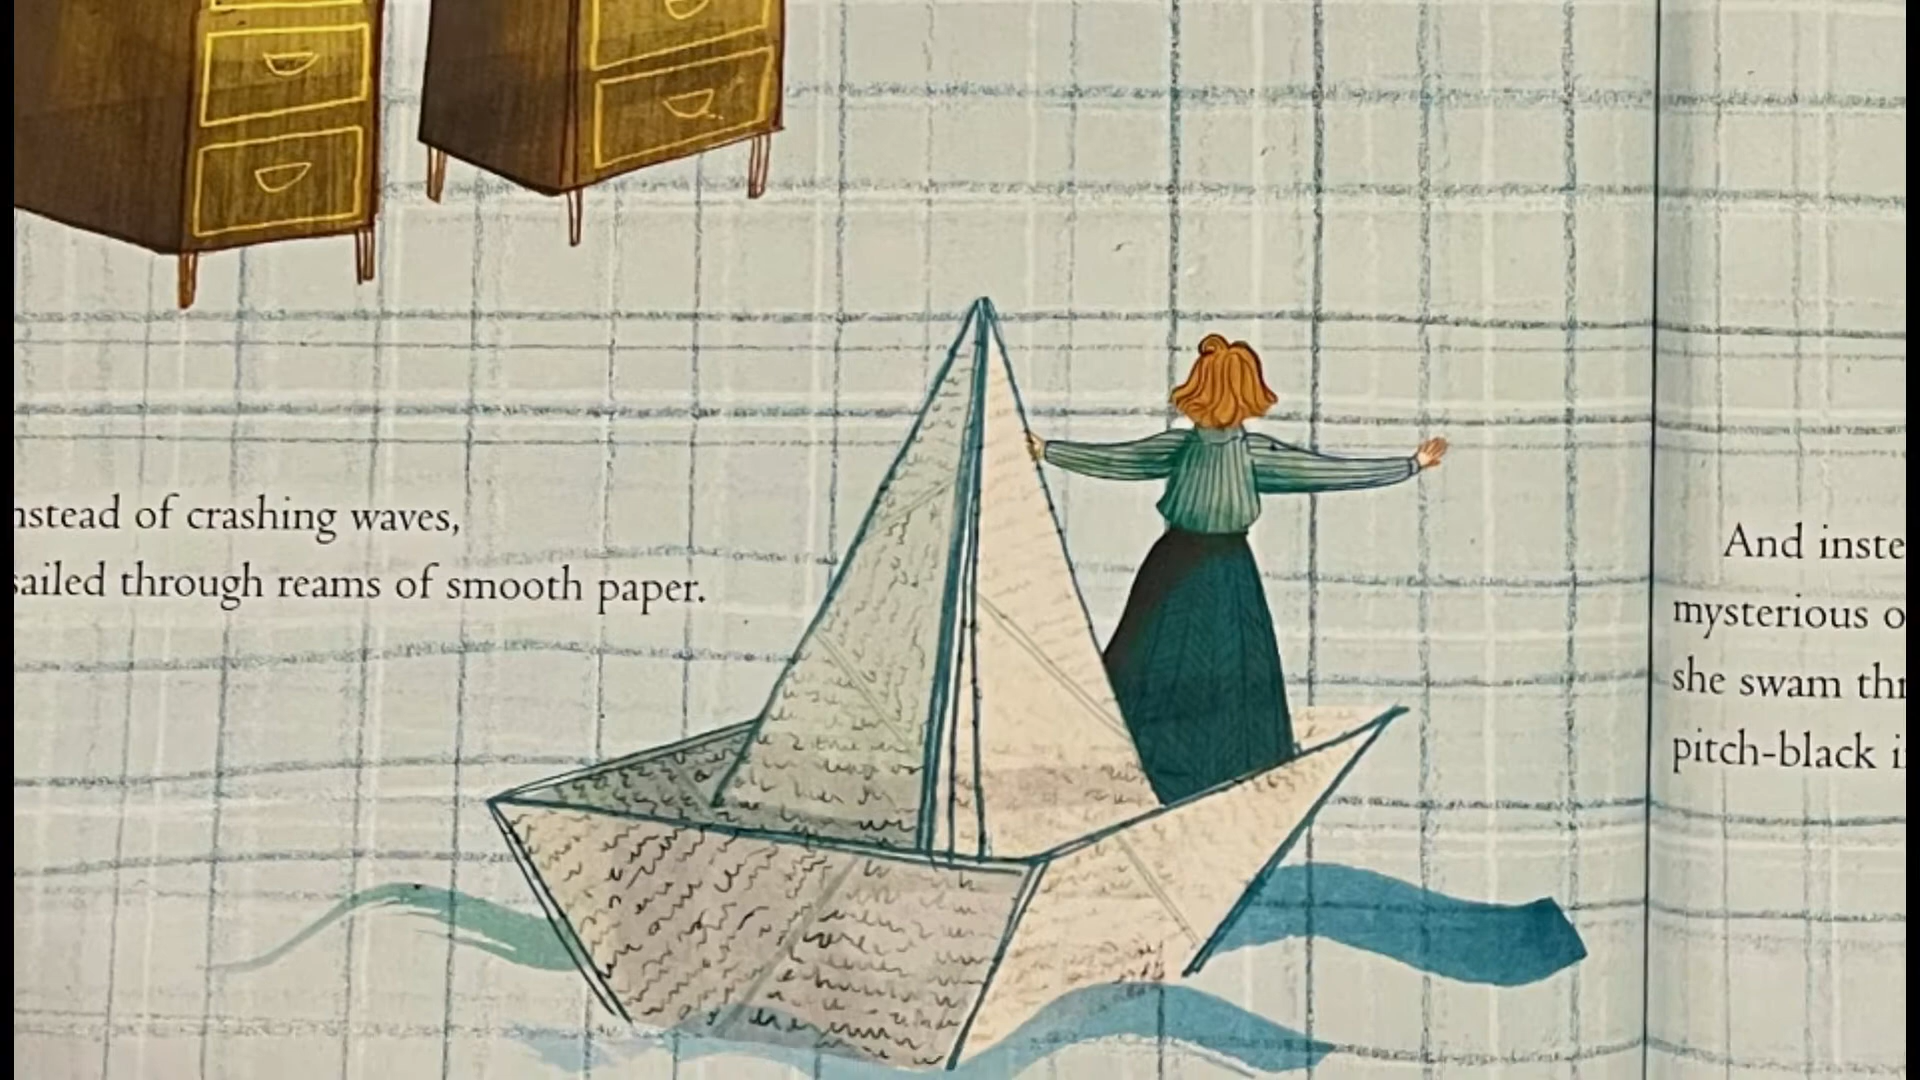 nstead of crashing waves,
sailed through reams of smooth paper.
And inste
mysterious o
she swam thr
pitch-black i